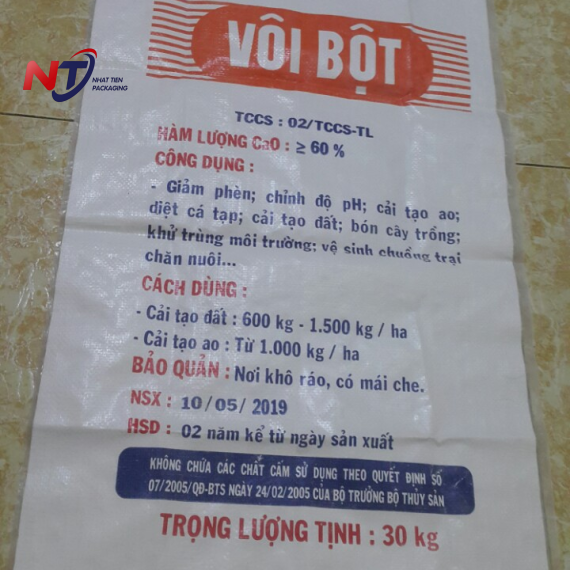 NT
NHAT TIEN
PACKAGING
VÔI BỘT
TCCS : 02/TCCS-TL
HÀM LƯỢNG CaO : ≥ 60 %
CÔNG DỤNG :
- Giảm phèn; chỉnh độ pH; cải tạo ao;
diệt cá tạp; cải tạo đất; bón cây trồng;
khử trùng môi trường; vệ sinh chuồng trại
chăn nuôi...
CÁCH DÙNG :
- Cải tạo đất : 600 kg - 1.500 kg / ha
- Cải tạo ao : Từ 1.000 kg / ha
BẢO QUẢN : Nơi khô ráo, có mái che.
NSX : 10/05/2019
HSD : 02 năm kể từ ngày sản xuất
KHÔNG CHỨA CÁC CHẤT CẤM SỬ DỤNG THEO QUYẾT ĐỊNH SỐ
07/2005/QĐ-BTS NGÀY 24/02/2005 CỦA BỘ TRƯỞNG BỘ THỦY SẢN
TRỌNG LƯỢNG TỊNH : 30 kg